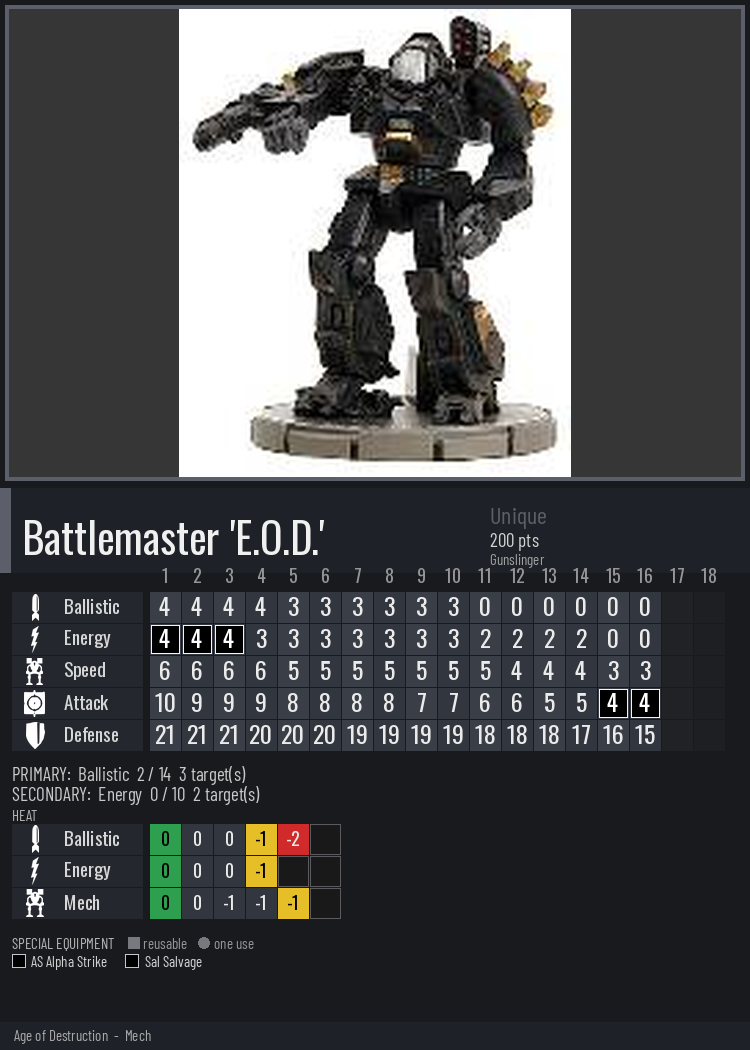 Battlemaster 'E.O.D.'
Unique
200 pts
Gunslinger
1 2 3 4 5 6 7 8 9 10 11 12 13 14 15 16 17 18
Ballistic 4 4 4 4 3 3 3 3 3 3 0 0 0 0 0 0
Energy 4 4 4 3 3 3 3 3 3 3 2 2 2 2 0 0
Speed 6 6 6 6 5 5 5 5 5 5 5 4 4 4 3 3
Attack 10 9 9 9 8 8 8 8 7 7 6 6 5 5 4 4
Defense 21 21 21 20 20 20 19 19 19 19 18 18 18 17 16 15
PRIMARY: Ballistic 2 / 14 3 target(s)
SECONDARY: Energy 0 / 10 2 target(s)
HEAT
Ballistic 0 0 0 -1 -2
Energy 0 0 0 -1
Mech 0 0 -1 -1 -1
SPECIAL EQUIPMENT reusable one use
AS Alpha Strike Sal Salvage
Age of Destruction - Mech